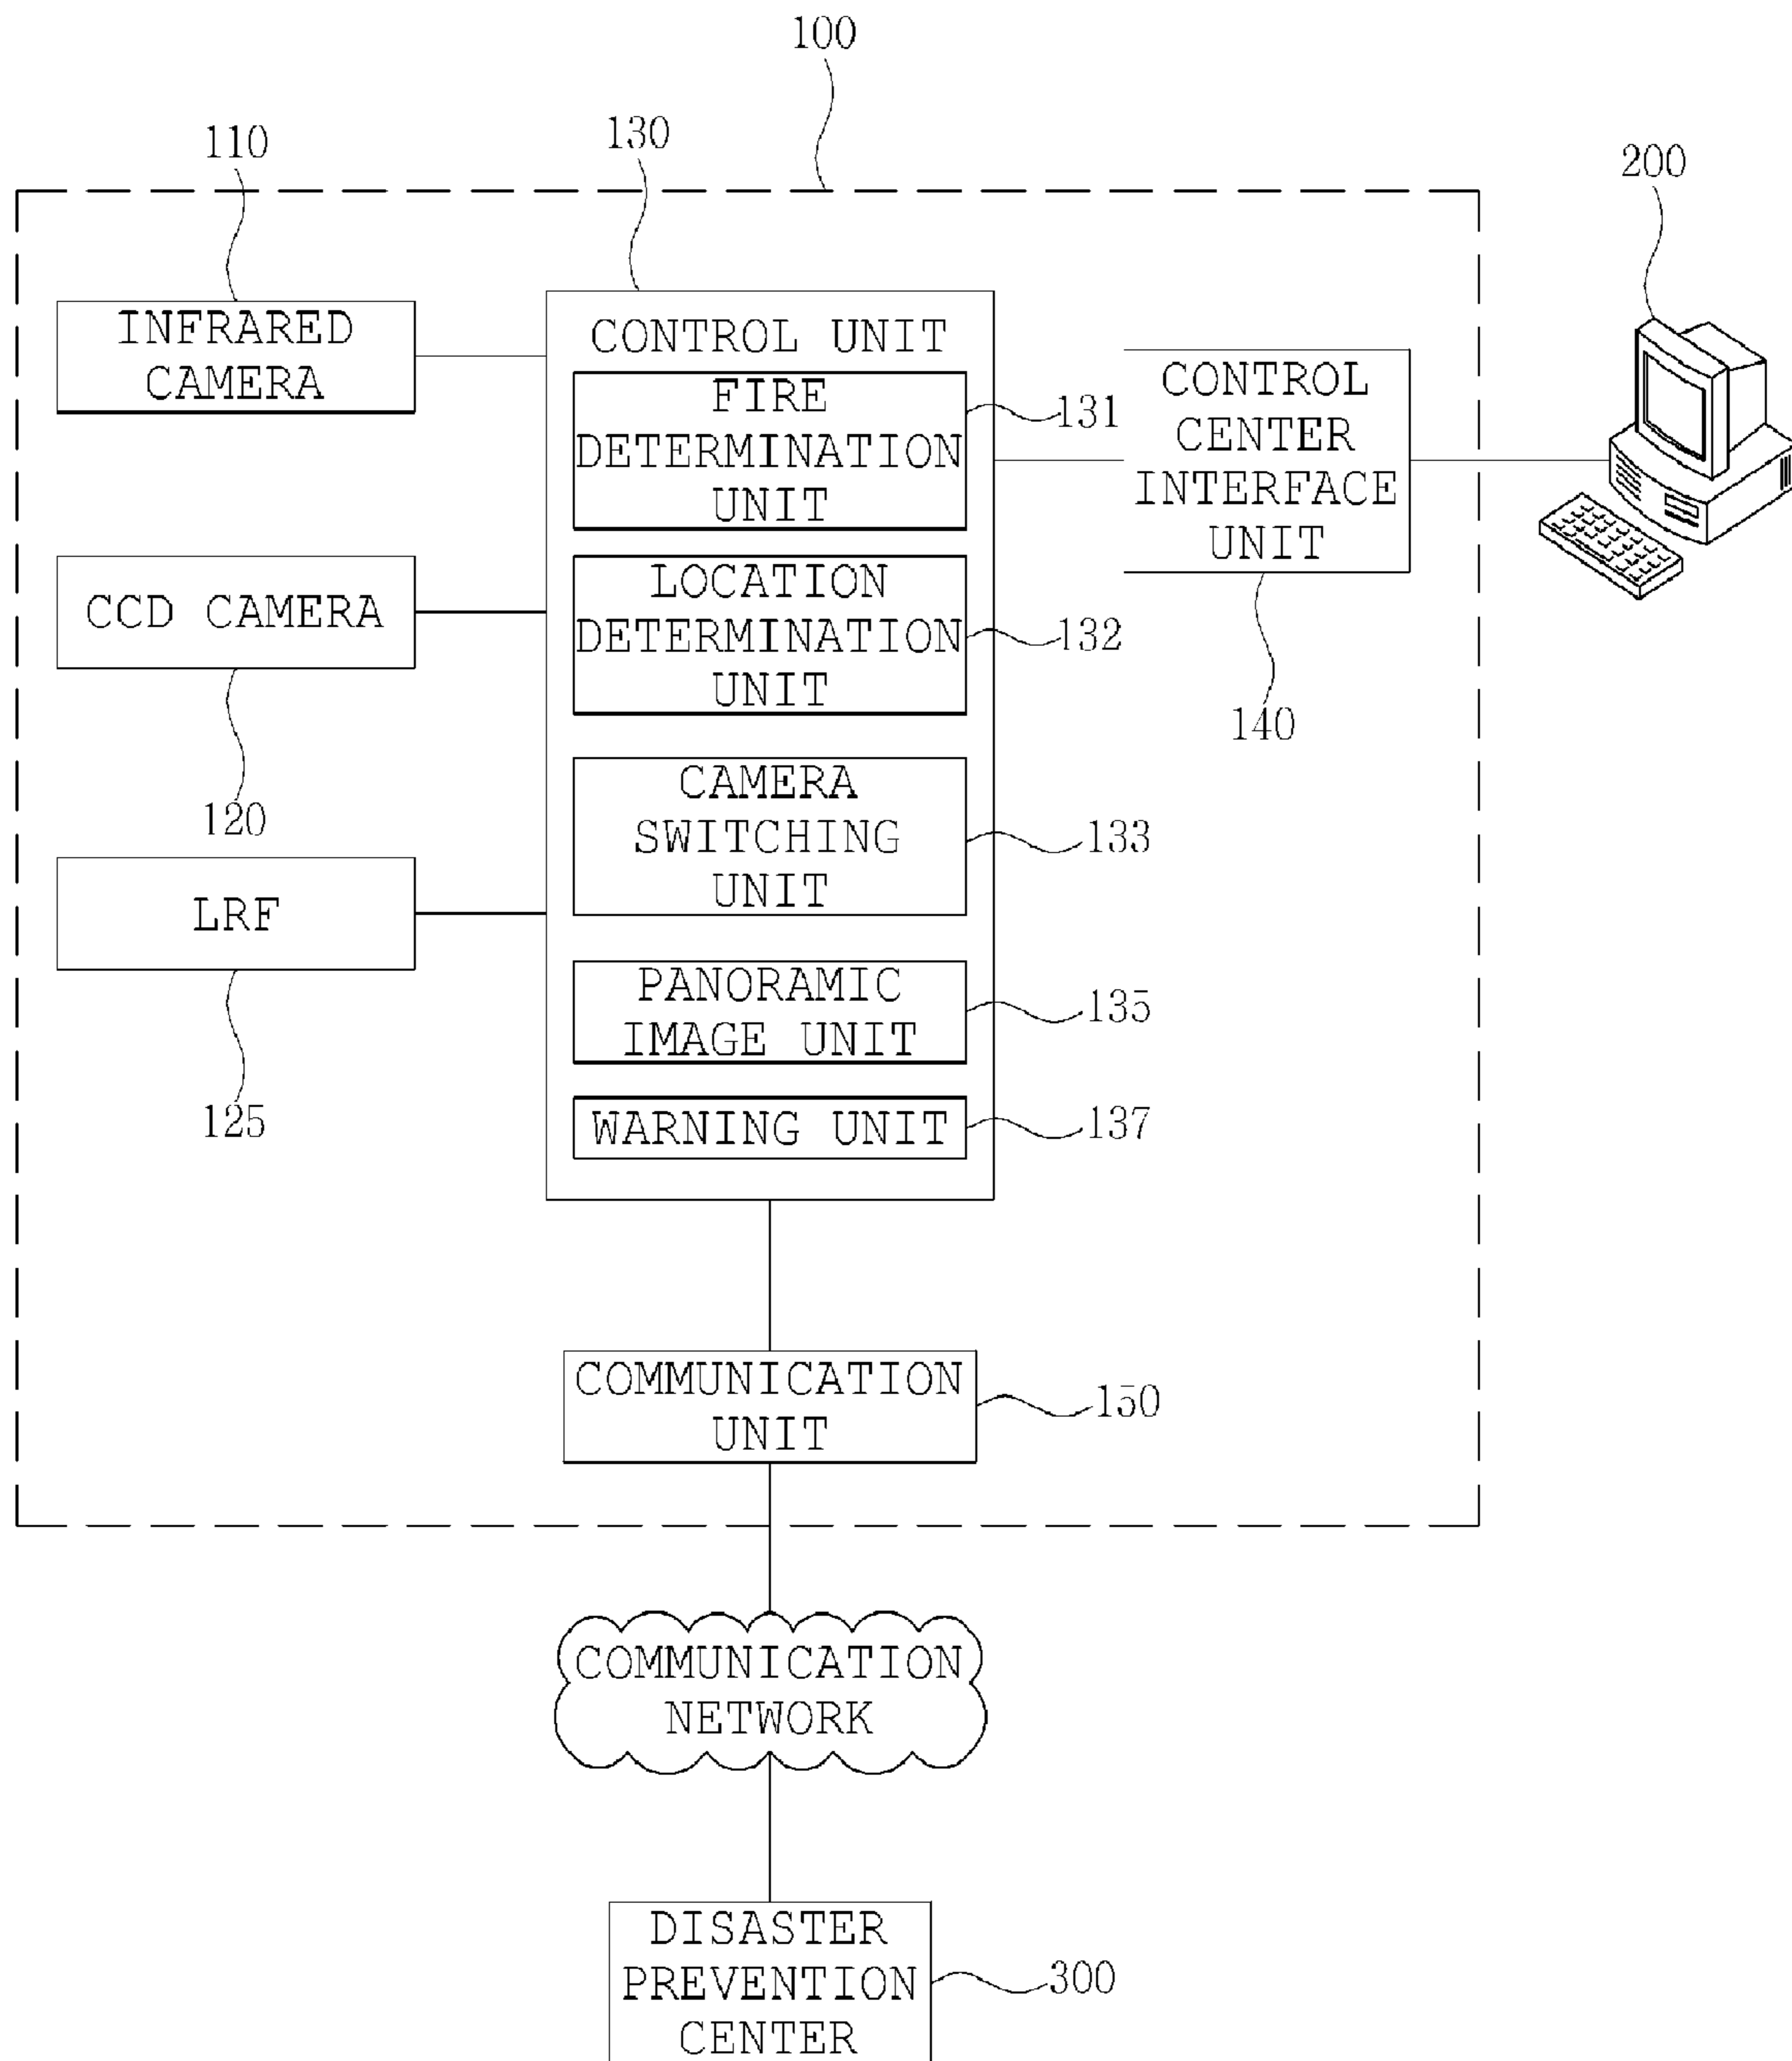 100
110
130
200
INFRARED
CAMERA
CONTROL UNIT
FIRE
DETERMINATION
UNIT
131
CONTROL
CENTER
INTERFACE
UNIT
140
CCD CAMERA
120
LOCATION
DETERMINATION
UNIT
132
CAMERA
SWITCHING
UNIT
133
LRF
125
PANORAMIC
IMAGE UNIT
135
WARNING UNIT
137
COMMUNICATION
UNIT
150
COMMUNICATION
NETWORK
DISASTER
PREVENTION
CENTER
300